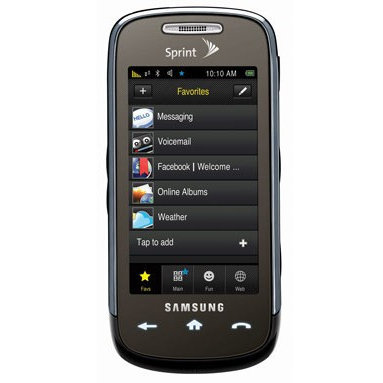 Sprint
10:10 AM
Favorites
HELLO
Messaging
Voicemail
Facebook | Welcome ...
Online Albums
Weather
Tap to add
Favs Main Fun Web
SAMSUNG